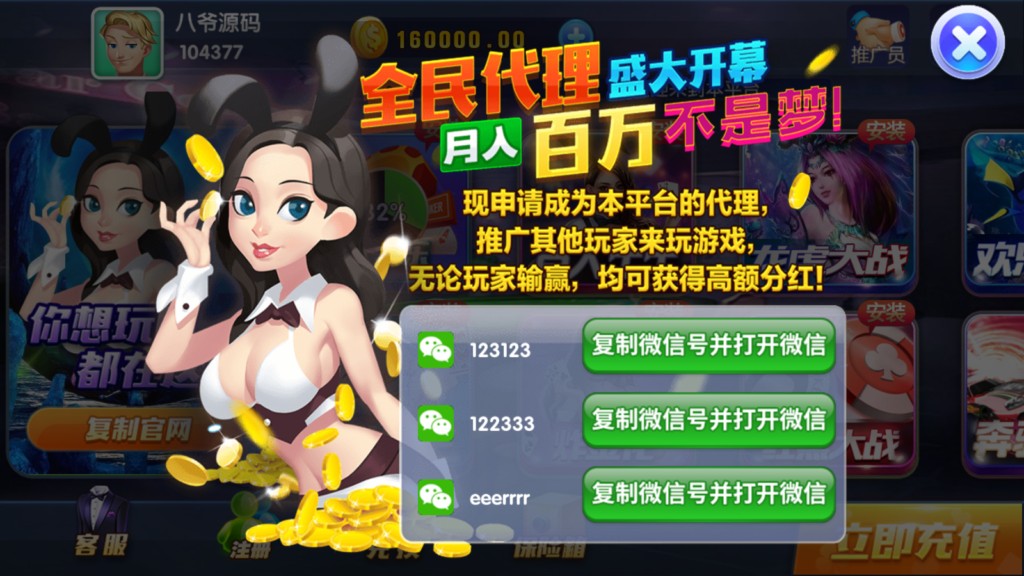 八爷源码
104377
160000.00
推广员
全民代理盛大开幕
月入百万不是梦!
安装
现申请成为本平台的代理,
推广其他玩家来玩游戏,
无论玩家输赢,均可获得高额分红!
龙虎大战
欢
你想玩
都在这
复制官网
安装
123123
复制微信号并打开微信
122333
复制微信号并打开微信
大战
奔
eeerrrr
复制微信号并打开微信
客服
注册
兑换
保险箱
立即充值